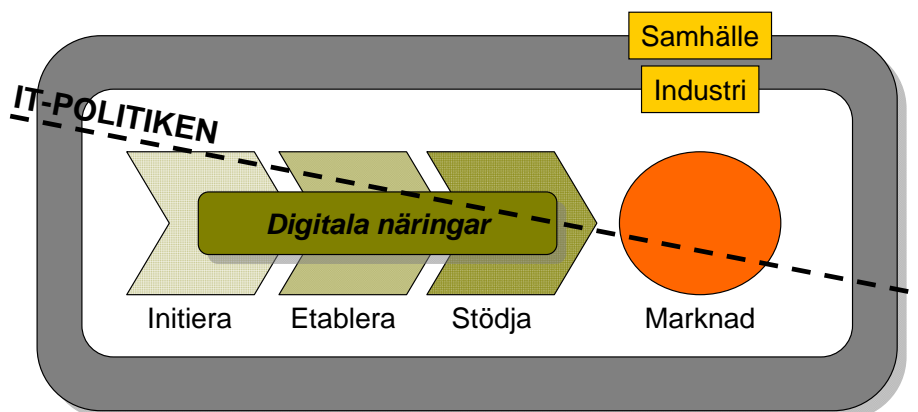 Samhälle
Industri
IT-POLITIKEN
Digitala näringar
Initiera
Etablera
Stödja
Marknad